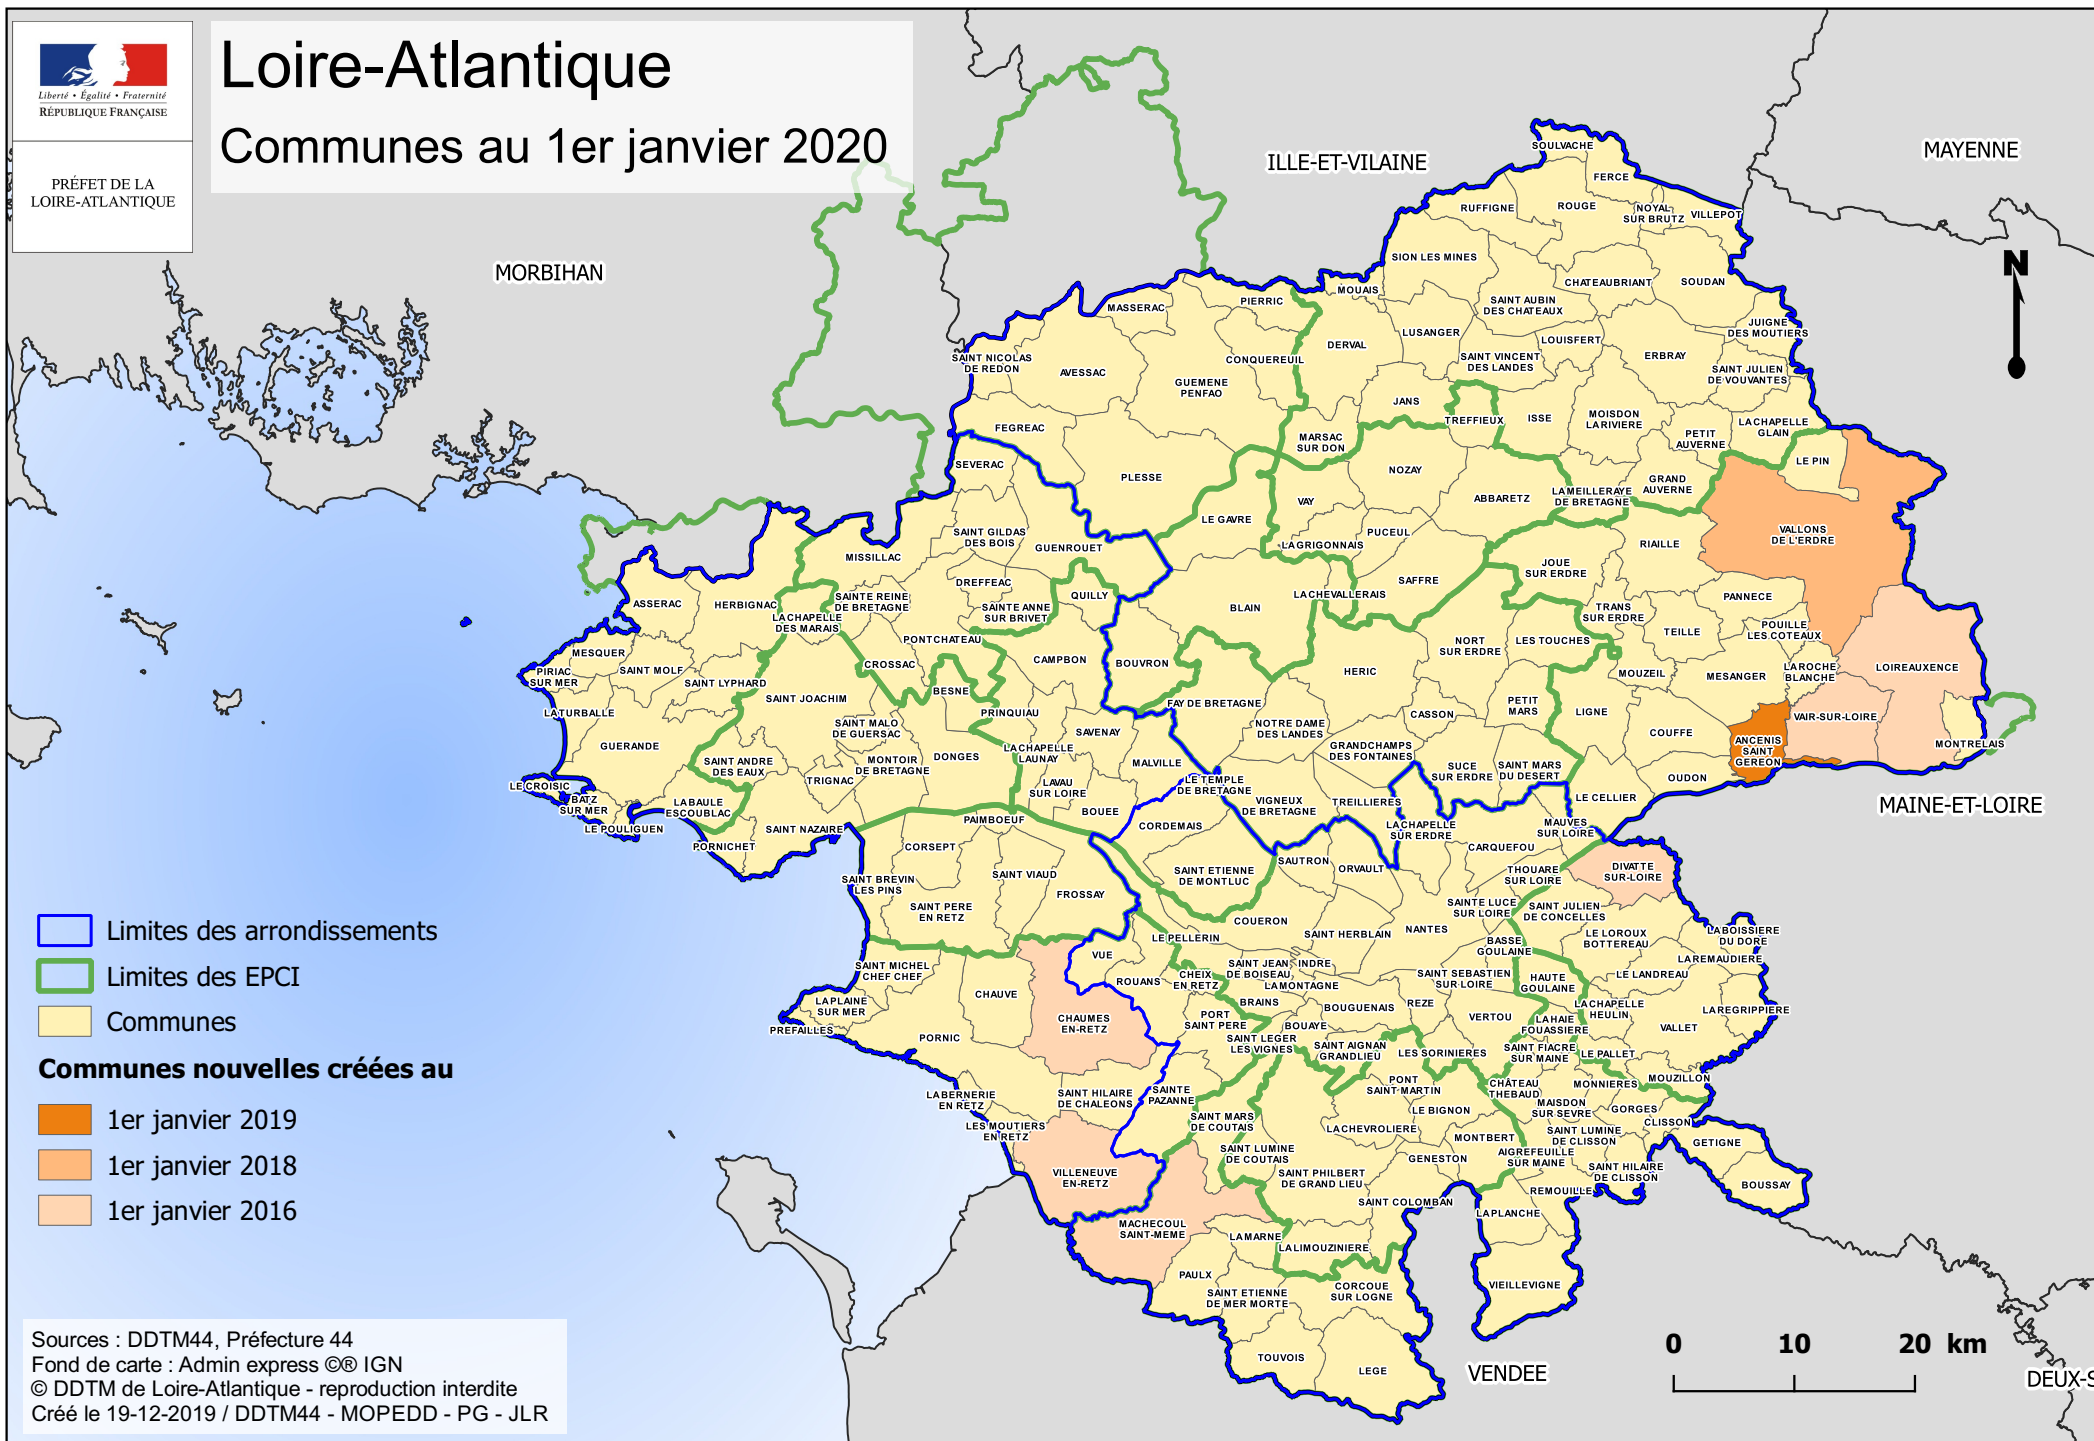 Liberté • Égalité • Fraternité
RÉPUBLIQUE FRANÇAISE
PRÉFET DE LA
LOIRE-ATLANTIQUE
Loire-Atlantique
Communes au 1er janvier 2020
ILLE-ET-VILAINE
MAYENNE
MORBIHAN
MAINE-ET-LOIRE
VENDEE
DEUX-S
N
SOULVACHE
FERCE
RUFFIGNE
ROUGE
NOYAL
SUR BRUTZ
VILLEPOT
SION LES MINES
CHATEAUBRIANT
SOUDAN
MOUAIS
SAINT AUBIN
DES CHATEAUX
MASSERAC
PIERRIC
LUSANGER
JUIGNE
DES MOUTIERS
DERVAL
LOUISFERT
ERBRAY
SAINT NICOLAS
DE REDON
AVESSAC
CONQUEREUIL
SAINT VINCENT
DES LANDES
SAINT JULIEN
DE VOUVANTES
GUEMENE
PENFAO
JANS
TREFFIEUX
ISSE
MOISDON
LA RIVIERE
LA CHAPELLE
GLAIN
FEGREAC
MARSAC
SUR DON
PETIT
AUVERNE
SEVERAC
PLESSE
NOZAY
LE PIN
ABBARETZ
LA MEILLERAYE
DE BRETAGNE
GRAND
AUVERNE
VAY
LE GAVRE
SAINT GILDAS
DES BOIS
GUENROUET
LA GRIGONNAIS
PUCEUL
RIAILLE
VALLONS
DE L'ERDRE
MISSILLAC
JOUE
SUR ERDRE
DREFFEAC
SAFFRE
ASSERAC
HERBIGNAC
SAINTE REINE
DE BRETAGNE
QUILLY
LA CHEVALLERAIS
BLAIN
PANNECE
SAINTE ANNE
SUR BRIVET
TRANS
SUR ERDRE
LA CHAPELLE
DES MARAIS
TEILLE
POUILLE
LES COTEAUX
PONTCHATEAU
NORT
SUR ERDRE
LES TOUCHES
MESQUER
CROSSAC
CAMPBON
BOUVRON
HERIC
MOUZEIL
MESANGER
LA ROCHE
BLANCHE
LOIREAUXENCE
PIRIAC
SUR MER
SAINT MOLF
SAINT LYPHARD
SAINT JOACHIM
BESNE
FAY DE BRETAGNE
PETIT
MARS
LIGNE
LA TURBALLE
PRINQUIAU
CASSON
VAIR-SUR-LOIRE
SAINT MALO
DE GUERSAC
SAVENAY
NOTRE DAME
DES LANDES
COUFFE
GUERANDE
LA CHAPELLE
LAUNAY
GRANDCHAMPS
DES FONTAINES
ANCENIS
SAINT
GEREON
MONTRELAIS
SAINT ANDRE
DES EAUX
MONTOIR
DE BRETAGNE
DONGES
MALVILLE
SUCE
SUR ERDRE
SAINT MARS
DU DESERT
OUDON
TRIGNAC
LAVAU
SUR LOIRE
LE TEMPLE
DE BRETAGNE
LE CROISIC
BATZ
SUR MER
LA BAULE
ESCOUBLAC
BOUEE
VIGNEUX
DE BRETAGNE
TREILLIERES
LE CELLIER
LE POULIGUEN
SAINT NAZAIRE
PAIMBOEUF
CORDEMAIS
LA CHAPELLE
SUR ERDRE
MAUVES
SUR LOIRE
PORNICHET
CORSEPT
CARQUEFOU
SAUTRON
ORVAULT
DIVATTE
SUR-LOIRE
SAINT BREVIN
LES PINS
SAINT VIAUD
FROSSAY
SAINT ETIENNE
DE MONTLUC
THOUARE
SUR LOIRE
SAINT PERE
EN RETZ
COUERON
SAINTE LUCE
SUR LOIRE
SAINT JULIEN
DE CONCELLES
LE PELLERIN
SAINT HERBLAIN
NANTES
LE LOROUX
BOTTEREAU
LA BOISSIERE
DU DORE
VUE
BASSE
GOULAINE
LA REMAUDIERE
SAINT MICHEL
CHEF CHEF
ROUANS
CHEIX
EN RETZ
SAINT JEAN
DE BOISEAU
INDRE
LA MONTAGNE
SAINT SEBASTIEN
SUR LOIRE
HAUTE
GOULAINE
LE LANDREAU
CHAUVE
BRAINS
BOUGUENAIS
REZE
LA PLAINE
SUR MER
LA CHAPELLE
HEULIN
LA REGRIPPIERE
PREFAILLES
CHAUMES
EN-RETZ
PORT
SAINT PERE
BOUAYE
VERTOU
LA HAIE
FOUASSIERE
VALLET
PORNIC
SAINT LEGER
LES VIGNES
SAINT AIGNAN
GRANDLIEU
LES SORINIERES
SAINT FIACRE
SUR MAINE
LE PALLET
LA BERNERIE
EN RETZ
SAINT HILAIRE
DE CHALEONS
SAINTE
PAZANNE
PONT
SAINT MARTIN
CHÂTEAU
THEBAUD
MONNIERES
MOUZILLON
LES MOUTIERS
EN RETZ
SAINT MARS
DE COUTAIS
LE BIGNON
MAISDON
SUR SEVRE
GORGES
LA CHEVROLIERE
MONTBERT
SAINT LUMINE
DE CLISSON
CLISSON
GETIGNE
VILLENEUVE
EN-RETZ
SAINT LUMINE
DE COUTAIS
GENESTON
AIGREFEUILLE
SUR MAINE
SAINT PHILBERT
DE GRAND LIEU
SAINT HILAIRE
DE CLISSON
BOUSSAY
SAINT COLOMBAN
REMOUILLE
MACHECOUL
SAINT-MEME
LA PLANCHE
LA MARNE
LA LIMOUZINIERE
PAULX
SAINT ETIENNE
DE MER MORTE
CORCOUE
SUR LOGNE
VIEILLEVIGNE
TOUVOIS
LEGE
Limites des arrondissements
Limites des EPCI
Communes
Communes nouvelles créées au
1er janvier 2019
1er janvier 2018
1er janvier 2016
Sources : DDTM44, Préfecture 44
Fond de carte : Admin express ©® IGN
© DDTM de Loire-Atlantique - reproduction interdite
Créé le 19-12-2019 / DDTM44 - MOPEDD - PG - JLR
0 10 20 km